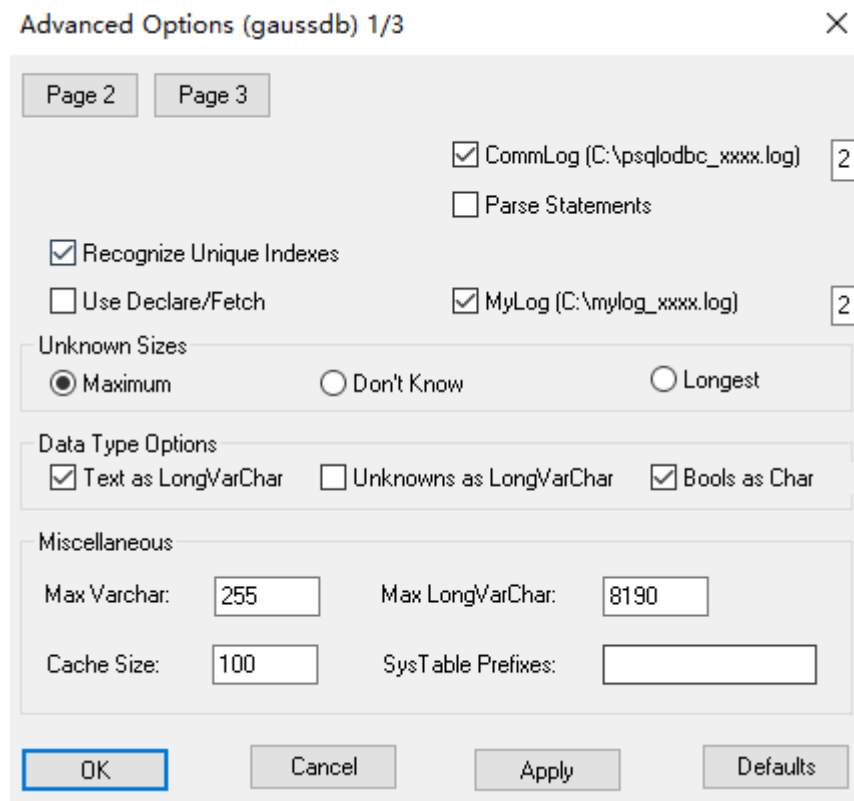 Advanced Options (gaussdb) 1/3
Page 2 Page 3
CommLog (C:\psqlodbc_xxxx.log) 2
Parse Statements
Recognize Unique Indexes
Use Declare/Fetch MyLog (C:\mylog_xxxx.log) 2
Unknown Sizes
Maximum Don't Know Longest
Data Type Options
Text as LongVarChar Unknowns as LongVarChar Bools as Char
Miscellaneous
Max Varchar: 255 Max LongVarChar: 8190
Cache Size: 100 SysTable Prefixes:
OK Cancel Apply Defaults